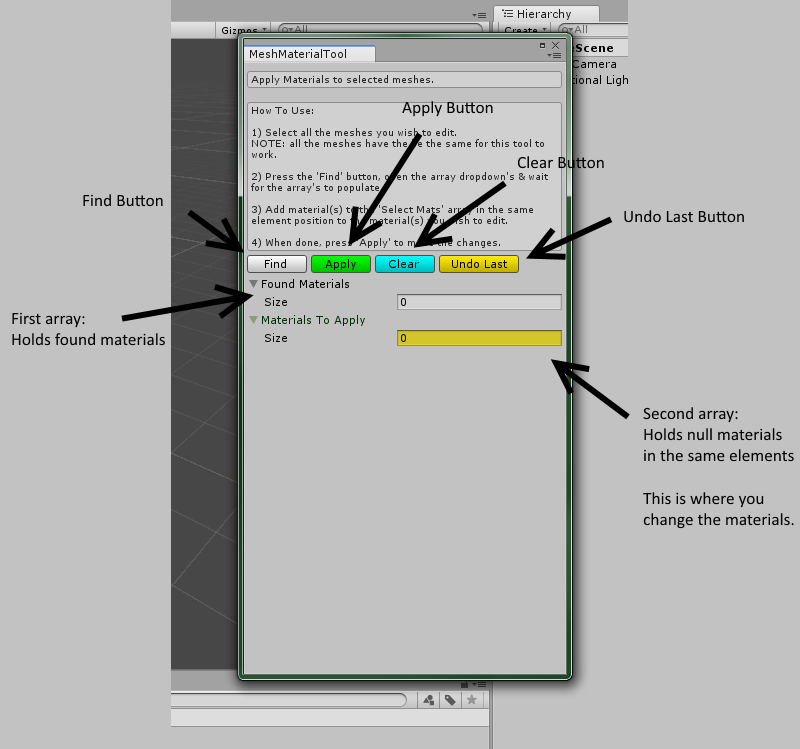 Hierarchy
Gizmos
All
Create
All
MeshMaterialTool
Scene
Camera
tional Ligh
Apply Materials to selected meshes.
How To Use:
Apply Button
1) Select all the meshes you wish to edit.
NOTE: all the meshes have the be the same for this tool to
work.
Clear Button
2) Press the 'Find' button, open the array dropdown's & wait
for the array's to populate
Find Button
3) Add material(s) to the 'Select Mats' array in the same
element position to the material(s) you wish to edit.
Undo Last Button
4) When done, press 'Apply' to make the changes.
Find Apply Clear Undo Last
Found Materials
Size 0
First array:
Holds found materials
Materials To Apply
Size 0
Second array:
Holds null materials
in the same elements
This is where you
change the materials.